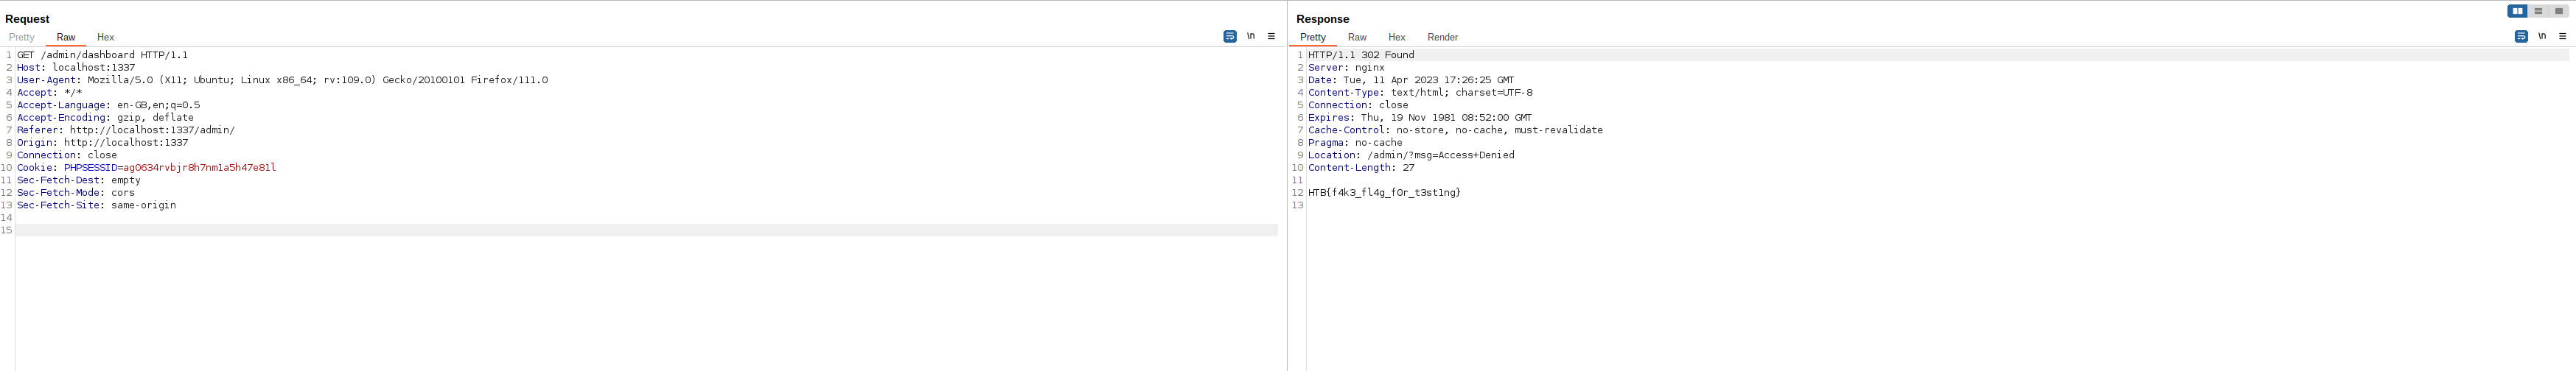 Request
Pretty Raw Hex
\n
1 GET /admin/dashboard HTTP/1.1
2 Host: localhost:1337
3 User-Agent: Mozilla/5.0 (X11; Ubuntu; Linux x86_64; rv:109.0) Gecko/20100101 Firefox/111.0
4 Accept: */*
5 Accept-Language: en-GB,en;q=0.5
6 Accept-Encoding: gzip, deflate
7 Referer: http://localhost:1337/admin/
8 Origin: http://localhost:1337
9 Connection: close
10 Cookie: PHPSESSID=ag0634rvbjr8h7nm1a5h47e81l
11 Sec-Fetch-Dest: empty
12 Sec-Fetch-Mode: cors
13 Sec-Fetch-Site: same-origin
14
15
Response
Pretty Raw Hex Render
\n
1 HTTP/1.1 302 Found
2 Server: nginx
3 Date: Tue, 11 Apr 2023 17:26:25 GMT
4 Content-Type: text/html; charset=UTF-8
5 Connection: close
6 Expires: Thu, 19 Nov 1981 08:52:00 GMT
7 Cache-Control: no-store, no-cache, must-revalidate
8 Pragma: no-cache
9 Location: /admin/?msg=Access+Denied
10 Content-Length: 27
11
12 HTB{f4k3_fl4g_f0r_t3st1ng}
13